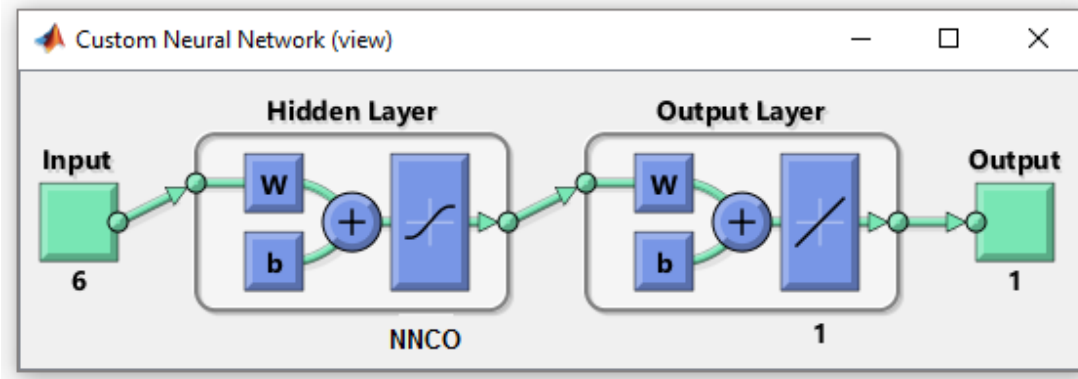 Custom Neural Network (view)
Hidden Layer
Output Layer
Input
Output
W
W
+
+
b
b
6
1
NNCO
1